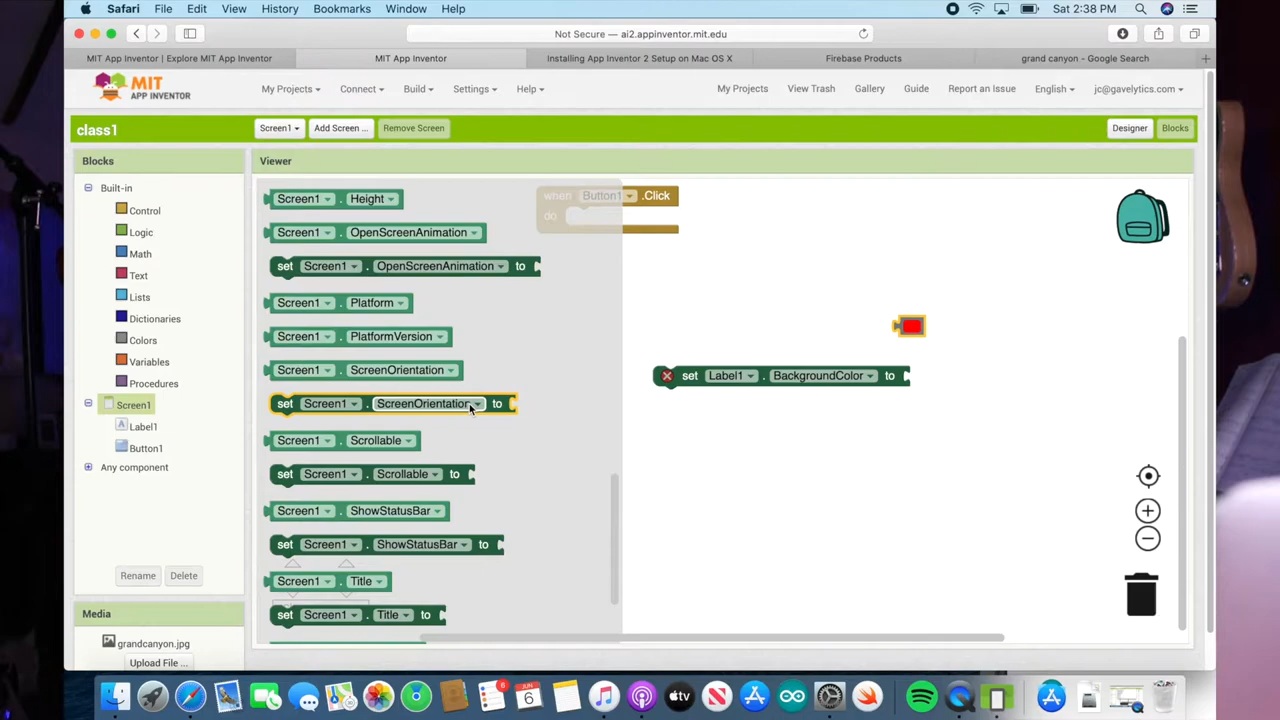 Safari File Edit View History Bookmarks Window Help Sat 2:38 PM
Not Secure — ai2.appinventor.mit.edu
MIT App Inventor | Explore MIT App Inventor MIT App Inventor Installing App Inventor 2 Setup on Mac OS X Firebase Products grand canyon - Google Search
MIT
APP INVENTOR
My Projects Connect Build Settings Help My Projects View Trash Gallery Guide Report an Issue English jc@gavelytics.com
class1 Screen1 Add Screen ... Remove Screen Designer Blocks
Blocks Viewer
Built-in
Control
Logic
Math
Text
Lists
Dictionaries
Colors
Variables
Procedures
Screen1
Label1
Button1
Any component
Rename Delete
Media
grandcanyon.jpg
Upload File ...
Screen1 . Height
Screen1 . OpenScreenAnimation
set Screen1 . OpenScreenAnimation to
Screen1 . Platform
Screen1 . PlatformVersion
Screen1 . ScreenOrientation
set Screen1 . ScreenOrientation to
Screen1 . Scrollable
set Screen1 . Scrollable to
Screen1 . ShowStatusBar
set Screen1 . ShowStatusBar to
Screen1 . Title
set Screen1 . Title to
when Button1 .Click
do
set Label1 . BackgroundColor to
6
JUN
6
tv